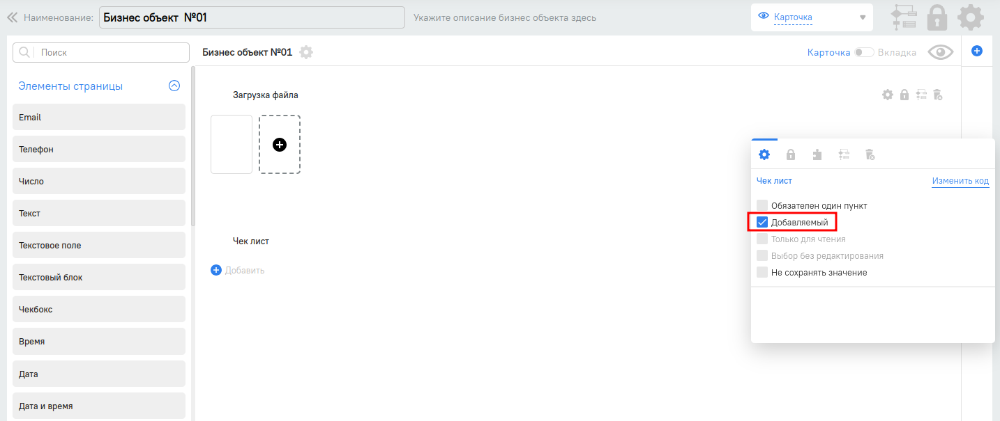 Наименование: Бизнес объект №01 Укажите описание бизнес объекта здесь Карточка
Поиск
Бизнес объект №01 Карточка Вкладка
Элементы страницы
Email
Телефон
Число
Текст
Текстовое поле
Текстовый блок
Чекбокс
Время
Дата
Дата и время
Загрузка файла
Чек лист
Добавить
Чек лист Изменить код
Обязателен один пункт
Добавляемый
Только для чтения
Выбор без редактирования
Не сохранять значение